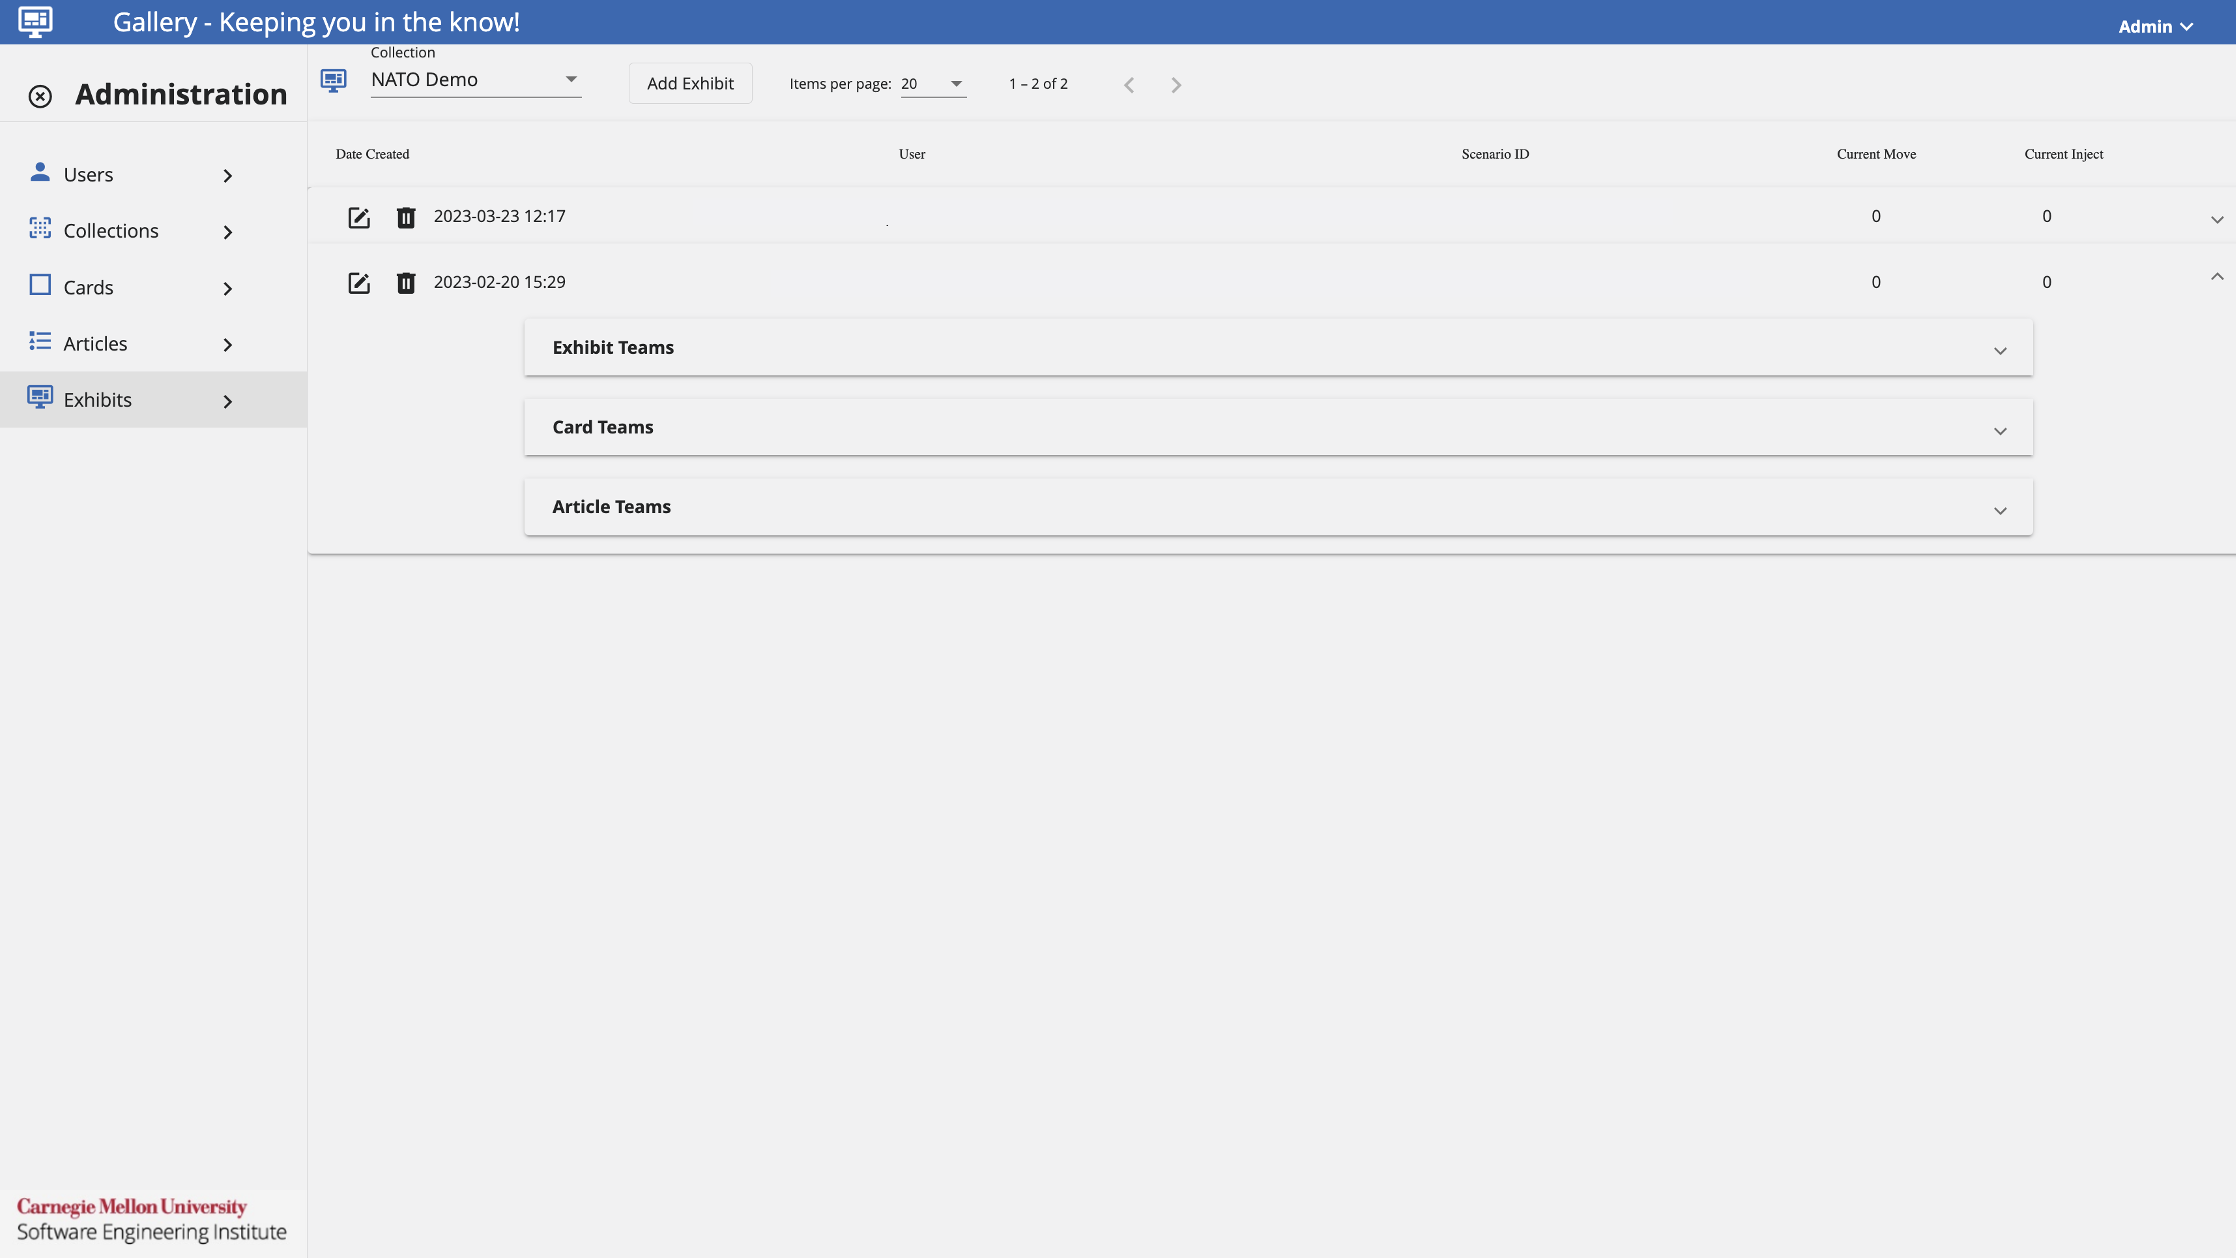 Gallery - Keeping you in the know!
Admin
Administration
Collection
NATO Demo
Add Exhibit
Items per page: 20
1 – 2 of 2
Users
Collections
Cards
Articles
Exhibits
Date Created User Scenario ID Current Move Current Inject
2023-03-23 12:17 0 0
2023-02-20 15:29 0 0
Exhibit Teams
Card Teams
Article Teams
Carnegie Mellon University
Software Engineering Institute